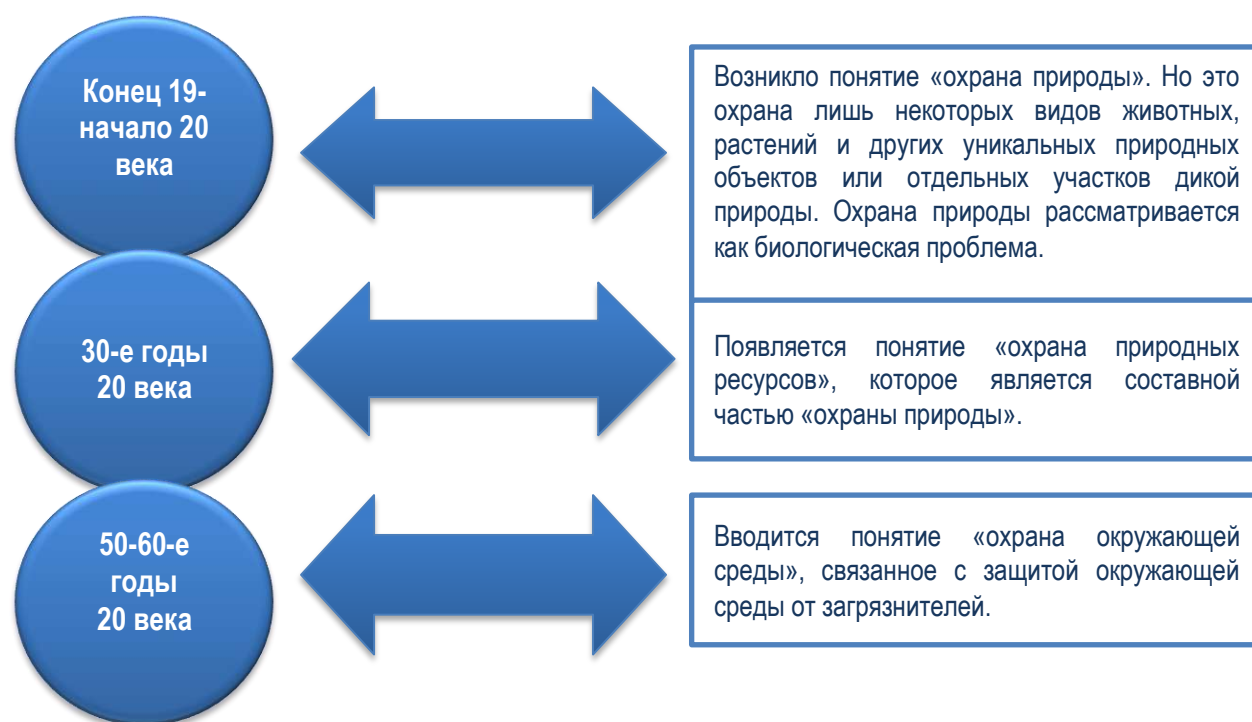 Конец 19-
начало 20
века
Возникло понятие «охрана природы». Но это
охрана лишь некоторых видов животных,
растений и других уникальных природных
объектов или отдельных участков дикой
природы. Охрана природы рассматривается
как биологическая проблема.
30-е годы
20 века
Появляется понятие «охрана природных
ресурсов», которое является составной
частью «охраны природы».
50-60-е
годы
20 века
Вводится понятие «охрана окружающей
среды», связанное с защитой окружающей
среды от загрязнителей.